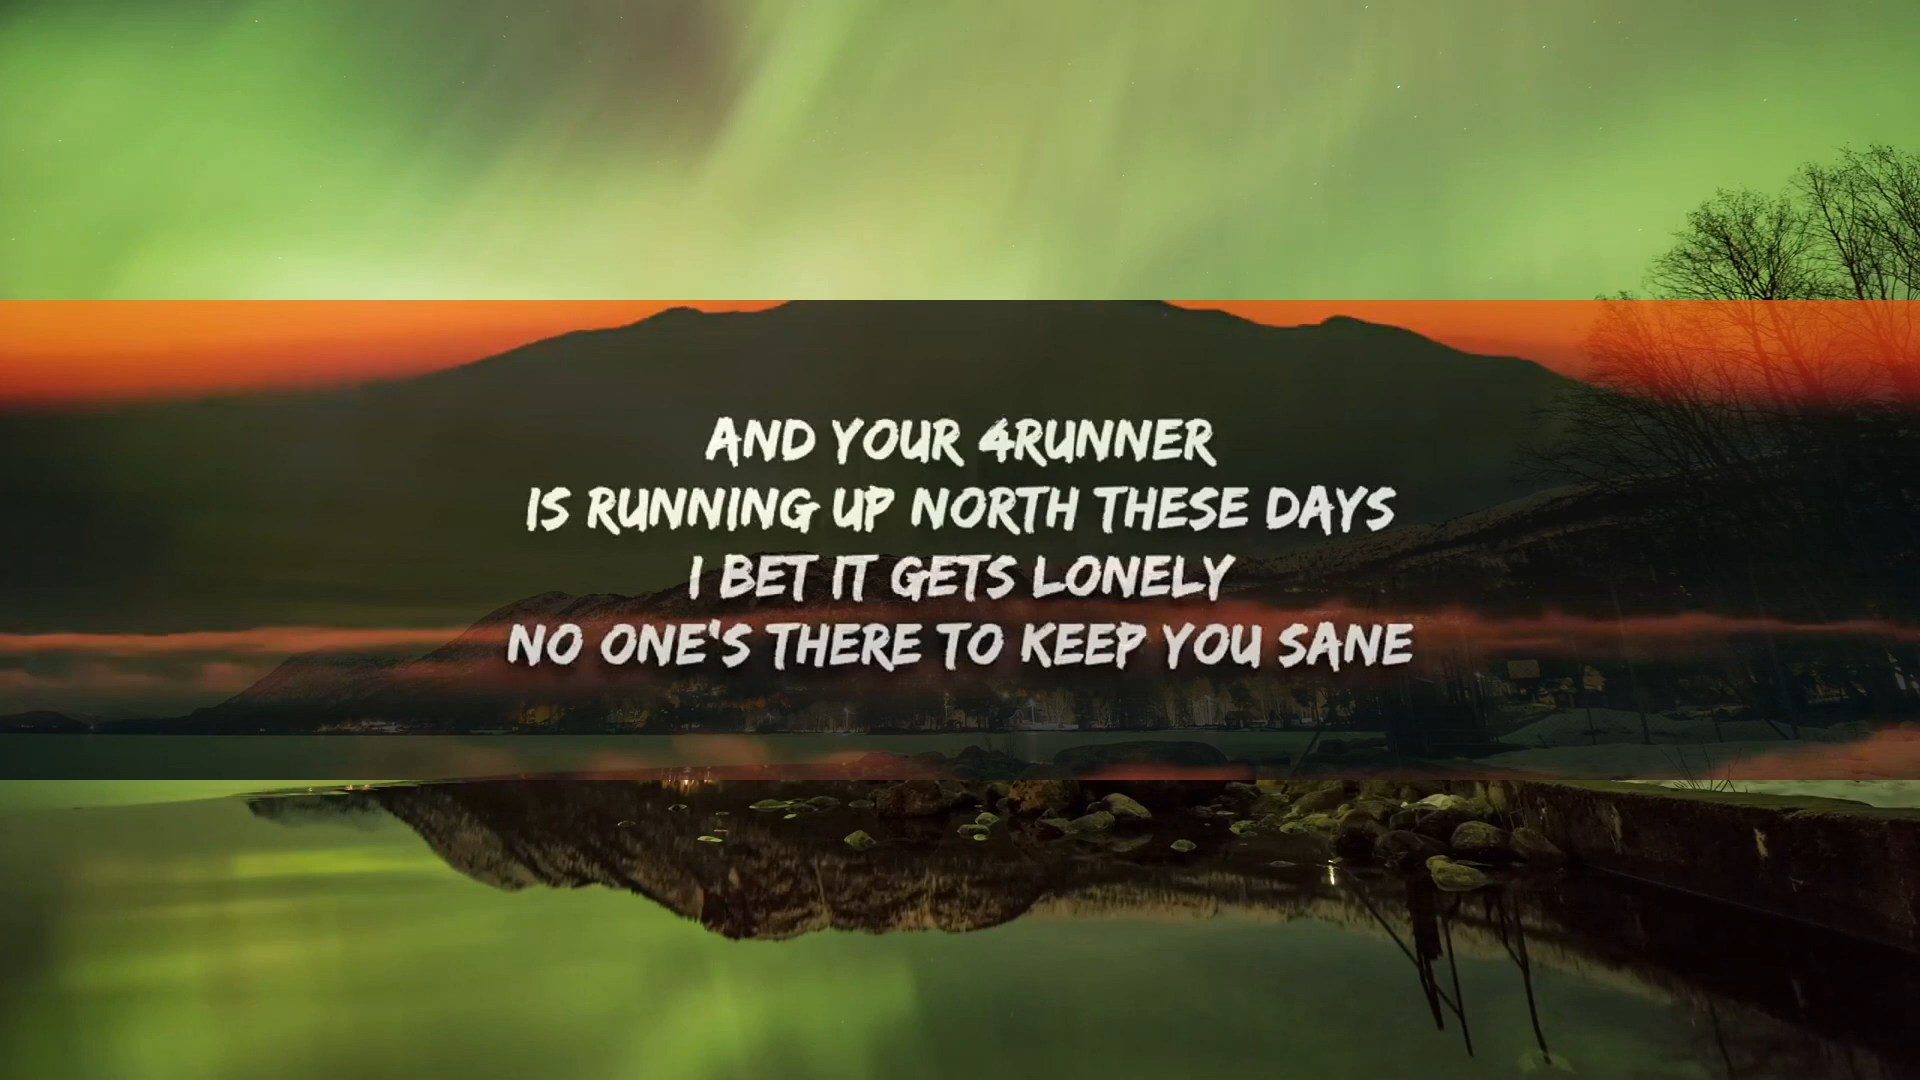 AND YOUR 4RUNNER
IS RUNNING UP NORTH THESE DAYS
I BET IT GETS LONELY
NO ONE'S THERE TO KEEP YOU SANE